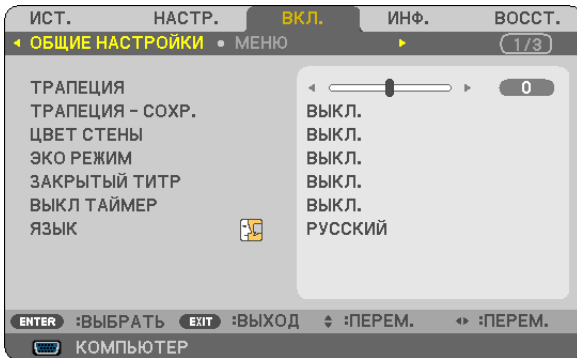 ИСТ. НАСТР. ВКЛ. ИНФ. ВОССТ.
ОБЩИЕ НАСТРОЙКИ • МЕНЮ 1/3
ТРАПЕЦИЯ 0
ТРАПЕЦИЯ - СОХР. ВЫКЛ.
ЦВЕТ СТЕНЫ ВЫКЛ.
ЭКО РЕЖИМ ВЫКЛ.
ЗАКРЫТЫЙ ТИТР ВЫКЛ.
ВЫКЛ ТАЙМЕР ВЫКЛ.
ЯЗЫК РУССКИЙ
ENTER :ВЫБРАТЬ EXIT :ВЫХОД :ПЕРЕМ. :ПЕРЕМ.
КОМПЬЮТЕР